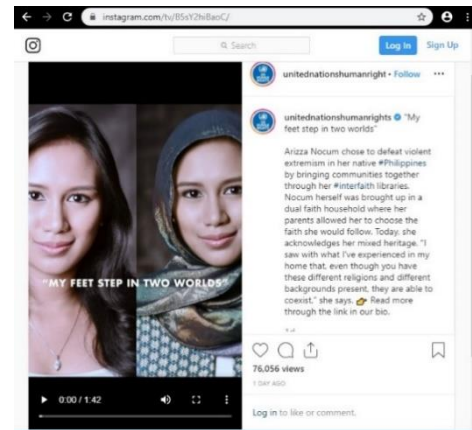 instagram.com/tv/B5sY2hiBaoC/
Search
Log In
Sign Up
unitednationshumanright • Follow
unitednationshumanrights "My
feet step in two worlds"
Arizza Nocum chose to defeat violent
extremism in her native #Philippines
by bringing communities together
through her #interfaith libraries.
Nocum herself was brought up in a
dual faith household where her
parents allowed her to choose the
faith she would follow. Today, she
acknowledges her mixed heritage. "I
saw with what I've experienced in my
home that, even though you have
these different religions and different
backgrounds present, they are able to
coexist." she says. 👉 Read more
through the link in our bio.
"MY FEET STEP IN TWO WORLDS"
76,056 views
1 DAY AGO
0:00 / 1:42
Log in to like or comment.